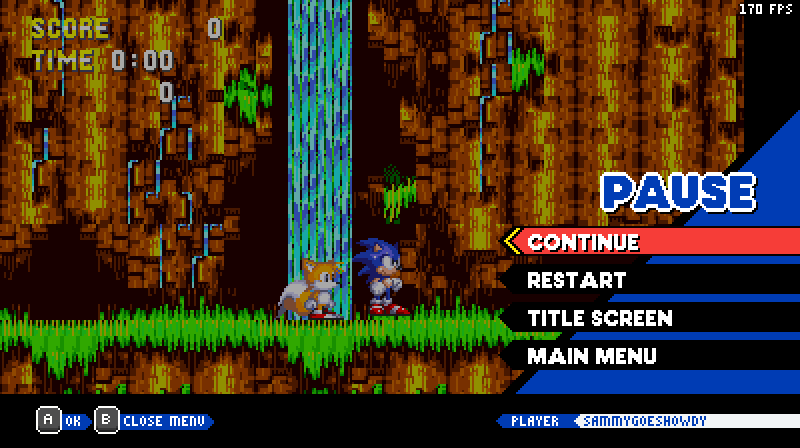 170 FPS
SCORE 0
TIME 0:00
0
PAUSE
CONTINUE
RESTART
TITLE SCREEN
MAIN MENU
A OK B CLOSE MENU
PLAYER SAMMYGOESHOWDY